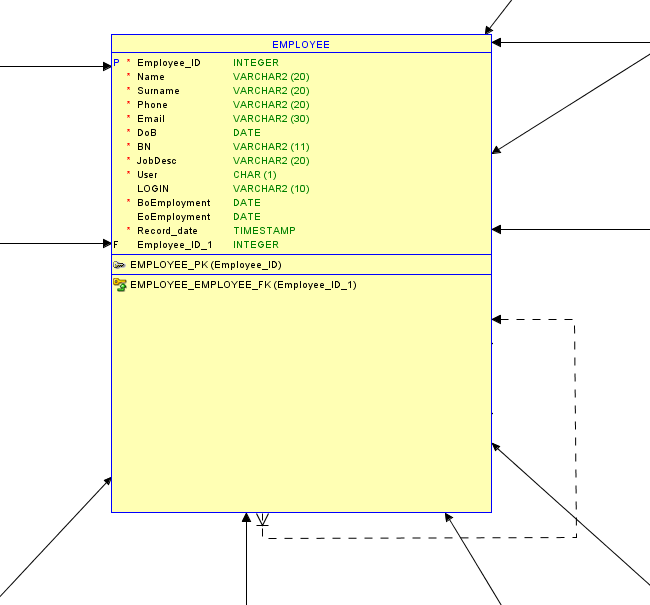 EMPLOYEE
P * Employee_ID INTEGER
* Name VARCHAR2 (20)
* Surname VARCHAR2 (20)
* Phone VARCHAR2 (20)
* Email VARCHAR2 (30)
* DoB DATE
* BN VARCHAR2 (11)
* JobDesc VARCHAR2 (20)
* User CHAR (1)
LOGIN VARCHAR2 (10)
* BoEmployment DATE
EoEmployment DATE
* Record_date TIMESTAMP
F Employee_ID_1 INTEGER
EMPLOYEE_PK (Employee_ID)
EMPLOYEE_EMPLOYEE_FK (Employee_ID_1)